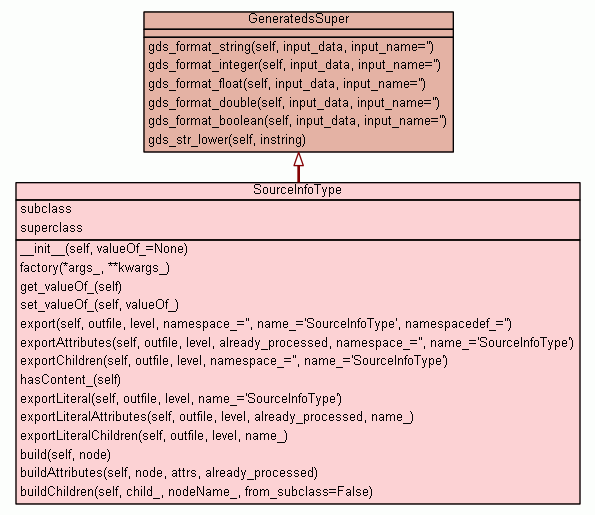 GeneratedsSuper
gds_format_string(self, input_data, input_name='')
gds_format_integer(self, input_data, input_name='')
gds_format_float(self, input_data, input_name='')
gds_format_double(self, input_data, input_name='')
gds_format_boolean(self, input_data, input_name='')
gds_str_lower(self, instring)
SourceInfoType
subclass
superclass
__init__(self, valueOf_=None)
factory(*args_, **kwargs_)
get_valueOf_(self)
set_valueOf_(self, valueOf_)
export(self, outfile, level, namespace_='', name_='SourceInfoType', namespacedef_='')
exportAttributes(self, outfile, level, already_processed, namespace_='', name_='SourceInfoType')
exportChildren(self, outfile, level, namespace_='', name_='SourceInfoType')
hasContent_(self)
exportLiteral(self, outfile, level, name_='SourceInfoType')
exportLiteralAttributes(self, outfile, level, already_processed, name_)
exportLiteralChildren(self, outfile, level, name_)
build(self, node)
buildAttributes(self, node, attrs, already_processed)
buildChildren(self, child_, nodeName_, from_subclass=False)